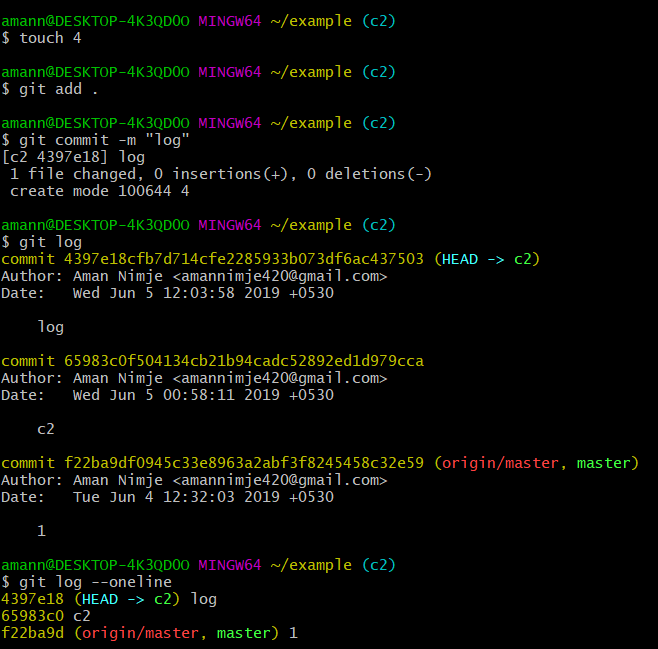 amann@DESKTOP-4K3QD0O MINGW64 ~/example (c2)
$ touch 4
amann@DESKTOP-4K3QD0O MINGW64 ~/example (c2)
$ git add .
amann@DESKTOP-4K3QD0O MINGW64 ~/example (c2)
$ git commit -m "log"
[c2 4397e18] log
 1 file changed, 0 insertions(+), 0 deletions(-)
 create mode 100644 4
amann@DESKTOP-4K3QD0O MINGW64 ~/example (c2)
$ git log
commit 4397e18cfb7d714cfe2285933b073df6ac437503 (HEAD -> c2)
Author: Aman Nimje <amannimje420@gmail.com>
Date:   Wed Jun 5 12:03:58 2019 +0530
    log
commit 65983c0f504134cb21b94cadc52892ed1d979cca
Author: Aman Nimje <amannimje420@gmail.com>
Date:   Wed Jun 5 00:58:11 2019 +0530
    c2
commit f22ba9df0945c33e8963a2abf3f8245458c32e59 (origin/master, master)
Author: Aman Nimje <amannimje420@gmail.com>
Date:   Tue Jun 4 12:32:03 2019 +0530
    1
amann@DESKTOP-4K3QD0O MINGW64 ~/example (c2)
$ git log --oneline
4397e18 (HEAD -> c2) log
65983c0 c2
f22ba9d (origin/master, master) 1